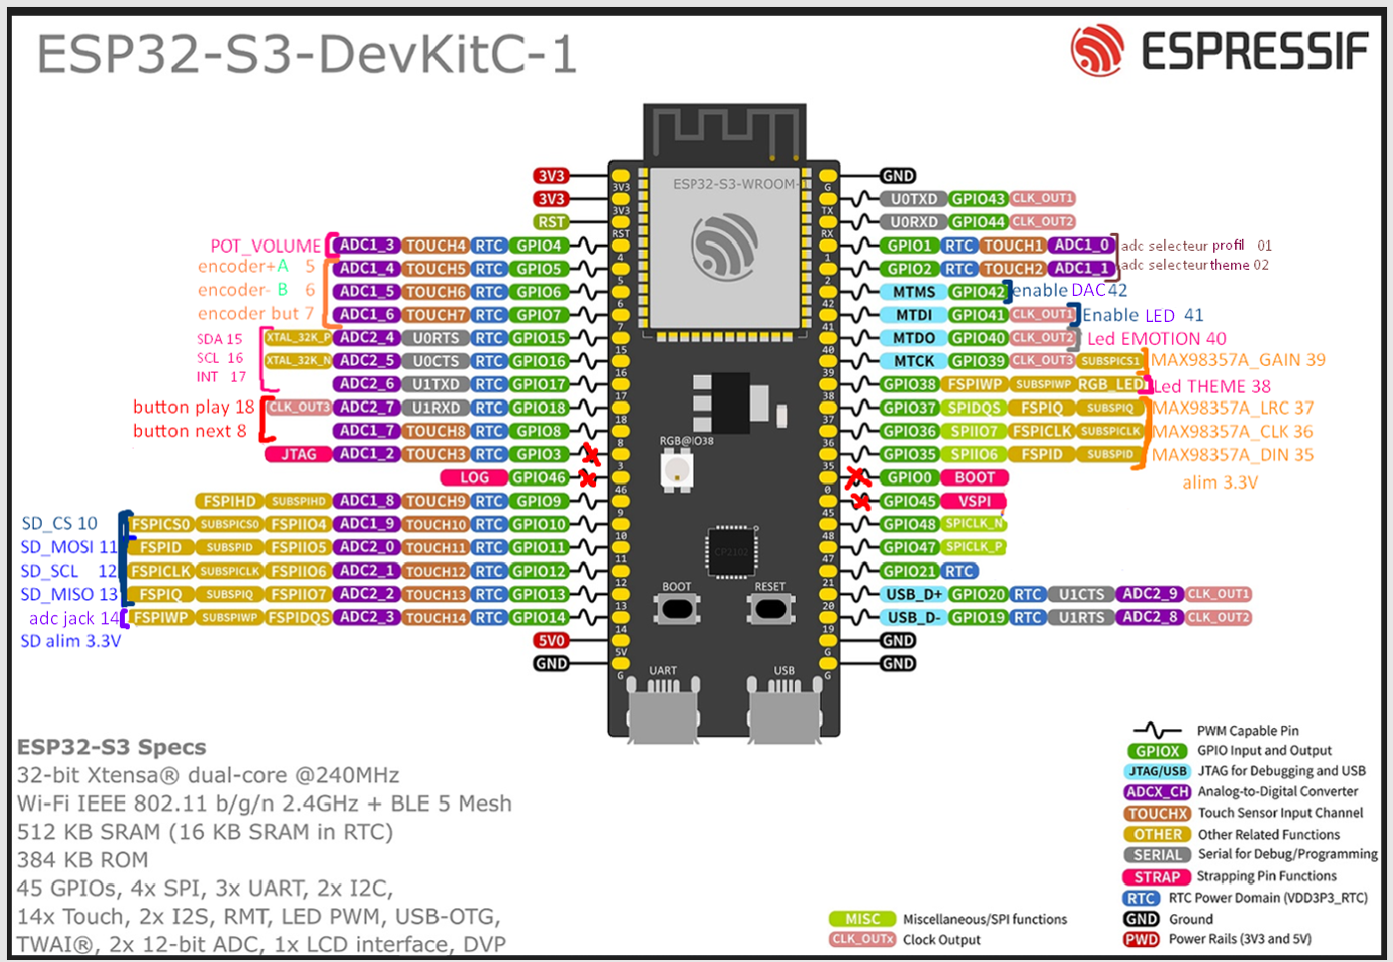 ESP32-S3-DevKitC-1
ESPRESSIF
ESP32-S3-WROOM-1
3V3
3V3
RST
POT_VOLUME ADC1_3 TOUCH4 RTC GPIO4
encoder+A 5 ADC1_4 TOUCH5 RTC GPIO5
encoder- B 6 ADC1_5 TOUCH6 RTC GPIO6
encoder but 7 ADC1_6 TOUCH7 RTC GPIO7
SDA 15 XTAL_32K_P ADC2_4 U0RTS GPIO15
SCL 16 XTAL_32K_N ADC2_5 U0CTS GPIO16
INT 17 ADC2_6 U1TXD GPIO17
button play 18 CLK_OUT3 ADC2_7 U1RXD GPIO18
button next 8 ADC1_7 TOUCH8 RTC GPIO8
JTAG ADC1_2 TOUCH3 RTC GPIO3
LOG GPIO46
FSPIHD SUBSPIHD ADC1_8 TOUCH9 RTC GPIO9
SD_CS 10 FSPICS0 SUBSPICS0 FSPIIO4 ADC1_9 TOUCH10 RTC GPIO10
SD_MOSI 11 FSPID SUBSPID FSPIIO5 ADC2_0 TOUCH11 RTC GPIO11
SD_SCL 12 FSPICLK SUBSPICLK FSPIIO6 ADC2_1 TOUCH12 RTC GPIO12
SD_MISO 13 FSPIQ SUBSPIQ FSPIIO7 ADC2_2 TOUCH13 RTC GPIO13
adc jack 14 FSPIWP SUBSPIWP FSPIDQS ADC2_3 TOUCH14 RTC GPIO14
SD alim 3.3V
5V0
GND
3V3
3V3
RST
4
5
6
7
15
16
17
18
8
3
46
9
10
11
12
13
14
5V
G
RGB@IO38
CP2102
BOOT
RESET
UART
USB
G
TX
RX
1
2
42
41
40
39
38
37
36
35
0
45
48
47
21
20
19
G
G
GND
U0TXD GPIO43 CLK_OUT1
U0RXD GPIO44 CLK_OUT2
GPIO1 RTC TOUCH1 ADC1_0 adc selecteur profil 01
GPIO2 RTC TOUCH2 ADC1_1 adc selecteur theme 02
MTMS GPIO42 enable DAC 42
MTDI GPIO41 CLK_OUT1 Enable LED 41
MTDO GPIO40 CLK_OUT2 Led EMOTION 40
MTCK GPIO39 CLK_OUT3 SUBSPICS1 MAX98357A_GAIN 39
GPIO38 FSPIWP SUBSPIWP RGB_LED Led THEME 38
GPIO37 SPIDQS FSPIQ SUBSPIQ MAX98357A_LRC 37
GPIO36 SPIIO7 FSPICLK SUBSPICLK MAX98357A_CLK 36
GPIO35 SPIIO6 FSPID SUBSPID MAX98357A_DIN 35
GPIO0 BOOT
alim 3.3V
GPIO45 VSPI
GPIO48 SPICLK_N
GPIO47 SPICLK_P
GPIO21 RTC
USB_D+ GPIO20 RTC U1CTS ADC2_9 CLK_OUT1
USB_D- GPIO19 RTC U1RTS ADC2_8 CLK_OUT2
GND
GND
ESP32-S3 Specs
32-bit Xtensa® dual-core @240MHz
Wi-Fi IEEE 802.11 b/g/n 2.4GHz + BLE 5 Mesh
512 KB SRAM (16 KB SRAM in RTC)
384 KB ROM
45 GPIOs, 4x SPI, 3x UART, 2x I2C,
14x Touch, 2x I2S, RMT, LED PWM, USB-OTG,
TWAI®, 2x 12-bit ADC, 1x LCD interface, DVP
MISC Miscellaneous/SPI functions
CLK_OUTx Clock Output
PWM Capable Pin
GPIOX GPIO Input and Output
JTAG/USB JTAG for Debugging and USB
ADCX_CH Analog-to-Digital Converter
TOUCHX Touch Sensor Input Channel
OTHER Other Related Functions
SERIAL Serial for Debug/Programming
STRAP Strapping Pin Functions
RTC RTC Power Domain (VDD3P3_RTC)
GND Ground
PWD Power Rails (3V3 and 5V)